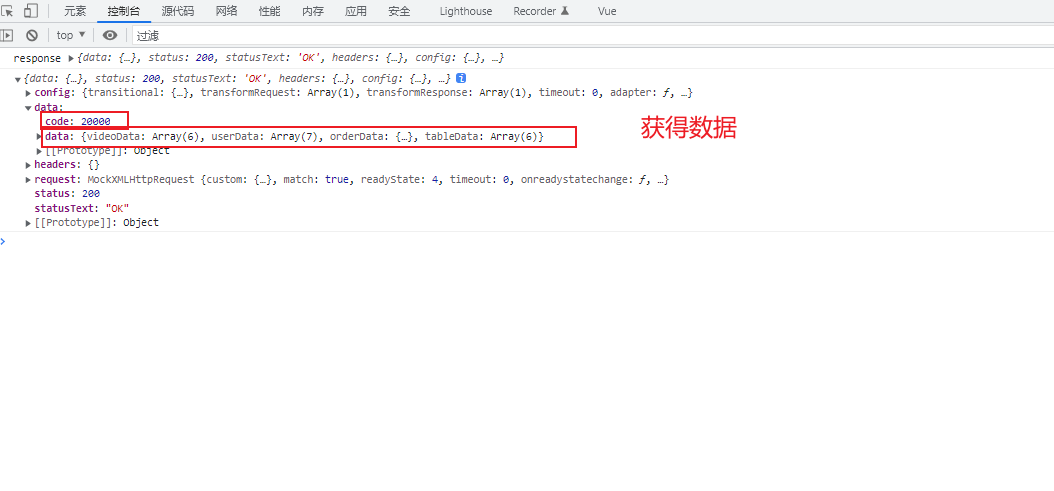 元素 控制台 源代码 网络 性能 内存 应用 安全 Lighthouse Recorder Vue
top ▼ 过滤
response ▶{data: {…}, status: 200, statusText: 'OK', headers: {…}, config: {…}, …}
▼{data: {…}, status: 200, statusText: 'OK', headers: {…}, config: {…}, …} i
▶config: {transitional: {…}, transformRequest: Array(1), transformResponse: Array(1), timeout: 0, adapter: ƒ, …}
▼data:
code: 20000
▶data: {videoData: Array(6), userData: Array(7), orderData: {…}, tableData: Array(6)}
获得数据
▶[[Prototype]]: Object
▶headers: {}
▶request: MockXMLHttpRequest {custom: {…}, match: true, readyState: 4, timeout: 0, onreadystatechange: ƒ, …}
status: 200
statusText: "OK"
▶[[Prototype]]: Object